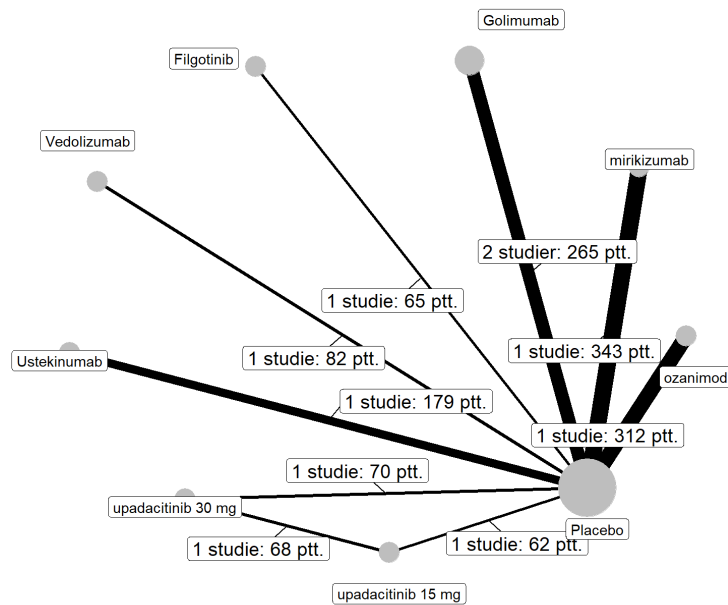 Golimumab
Filgotinib
Vedolizumab
mirikizumab
2 studier: 265 ptt.
1 studie: 65 ptt.
1 studie: 343 ptt.
1 studie: 82 ptt.
Ustekinumab
ozanimod
1 studie: 179 ptt.
1 studie: 312 ptt.
1 studie: 70 ptt.
upadacitinib 30 mg
Placebo
1 studie: 68 ptt.
1 studie: 62 ptt.
upadacitinib 15 mg